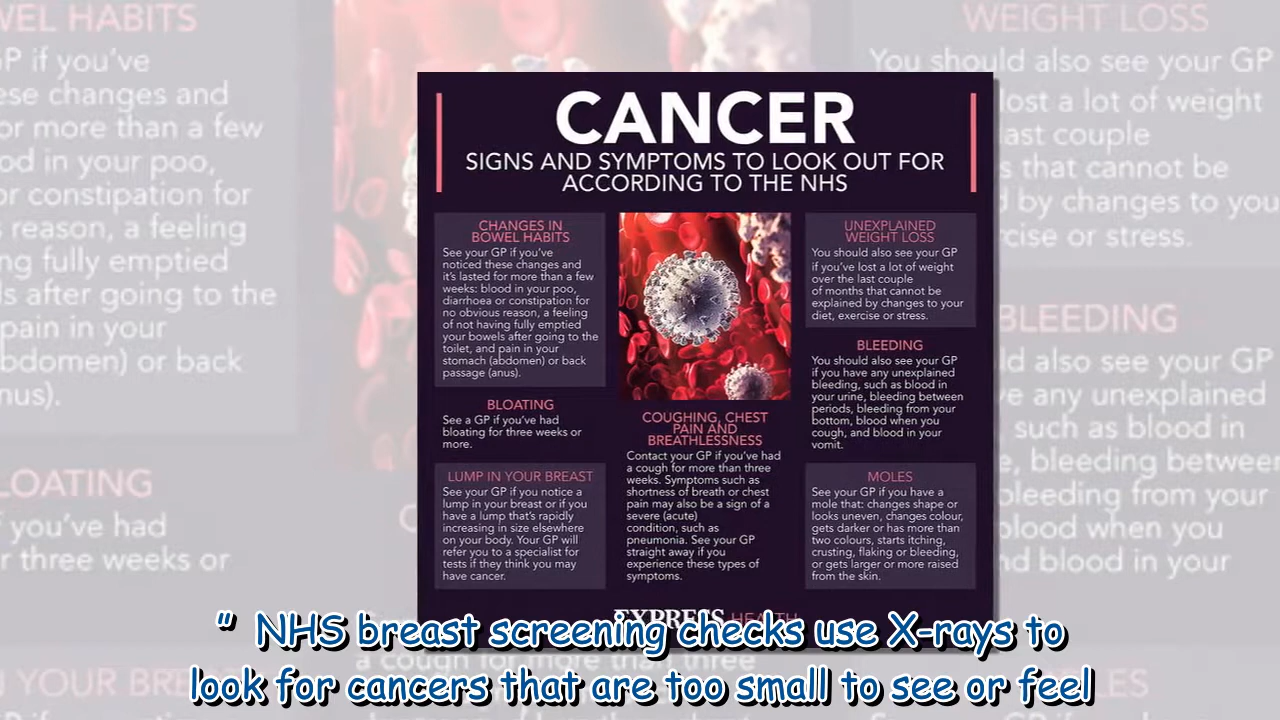 CANCER
SIGNS AND SYMPTOMS TO LOOK OUT FOR
ACCORDING TO THE NHS
CHANGES IN
BOWEL HABITS
See your GP if you've
noticed these changes and
it's lasted for more than a few
weeks: blood in your poo,
diarrhoea or constipation for
no obvious reason, a feeling
of not having fully emptied
your bowels after going to the
toilet, and pain in your
stomach (abdomen) or back
passage (anus).
BLOATING
See a GP if you've had
bloating for three weeks or
more.
LUMP IN YOUR BREAST
See your GP if you notice a
lump in your breast or if you
have a lump that's rapidly
increasing in size elsewhere
on your body. Your GP will
refer you to a specialist for
tests if they think you may
have cancer.
COUGHING, CHEST
PAIN AND
BREATHLESSNESS
Contact your GP if you've had
a cough for more than three
weeks. Symptoms such as
shortness of breath or chest
pain may also be a sign of a
severe (acute)
condition, such as
pneumonia. See your GP
straight away if you
experience these types of
symptoms.
UNEXPLAINED
WEIGHT LOSS
You should also see your GP
if you've lost a lot of weight
over the last couple
of months that cannot be
explained by changes to your
diet, exercise or stress.
BLEEDING
You should also see your GP
if you have any unexplained
bleeding, such as blood in
your urine, bleeding between
periods, bleeding from your
bottom, blood when you
cough, and blood in your
vomit.
MOLES
See your GP if you have a
mole that: changes shape or
looks uneven, changes colour,
gets darker or has more than
two colours, starts itching,
crusting, flaking or bleeding,
or gets larger or more raised
from the skin.
EXPRESS HEALTH
” NHS breast screening checks use X-rays to
look for cancers that are too small to see or feel